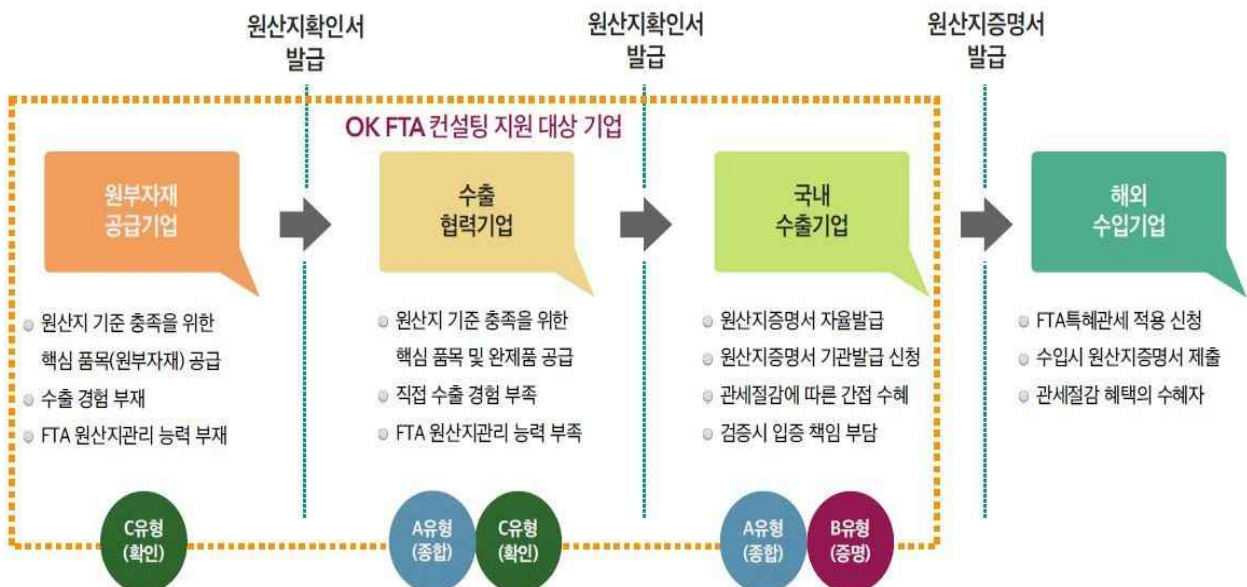 원산지확인서
발급
원산지확인서
발급
원산지증명서
발급
OK FTA 컨설팅 지원 대상 기업
원부자재
공급기업
수출
협력기업
국내
수출기업
해외
수입기업
원산지 기준 충족을 위한
핵심 품목(원부자재) 공급
수출 경험 부재
FTA 원산지관리 능력 부재
원산지 기준 충족을 위한
핵심 품목 및 완제품 공급
직접 수출 경험 부족
FTA 원산지관리 능력 부족
원산지증명서 자율발급
원산지증명서 기관발급 신청
관세절감에 따른 간접 수혜
검증시 입증 책임 부담
FTA특혜관세 적용 신청
수입시 원산지증명서 제출
관세절감 혜택의 수혜자
C유형
(확인)
A유형
(종합)
C유형
(확인)
A유형
(종합)
B유형
(증명)